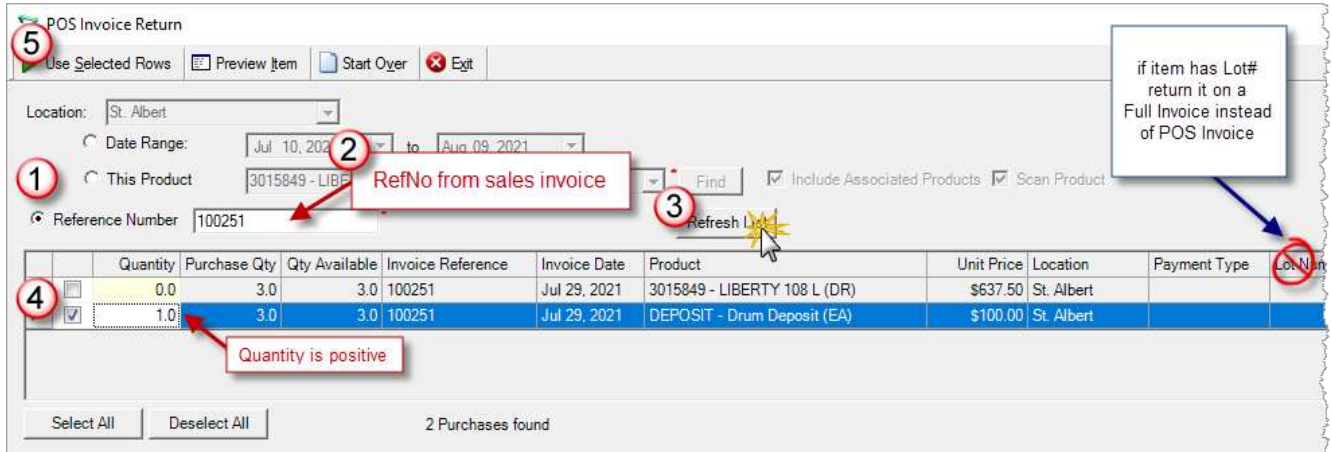 POS Invoice Return
5
Use Selected Rows Preview Item Start Over Exit
if item has Lot#
return it on a
Full Invoice instead
of POS Invoice
Location: St. Albert
Date Range: Jul 10, 202 to Aug 09, 2021
2
RefNo from sales invoice
1
This Product 3015849 - LIBE Find Include Associated Products Scan Product
3
Reference Number 100251 Refresh
Quantity Purchase Qty Qty Available Invoice Reference Invoice Date Product Unit Price Location Payment Type
4
0.0 3.0 3.0 100251 Jul 29, 2021 3015849 - LIBERTY 108 L (DR) $637.50 St. Albert
1.0 3.0 3.0 100251 Jul 29, 2021 DEPOSIT - Drum Deposit (EA) $100.00 St. Albert
Quantity is positive
Select All Deselect All 2 Purchases found